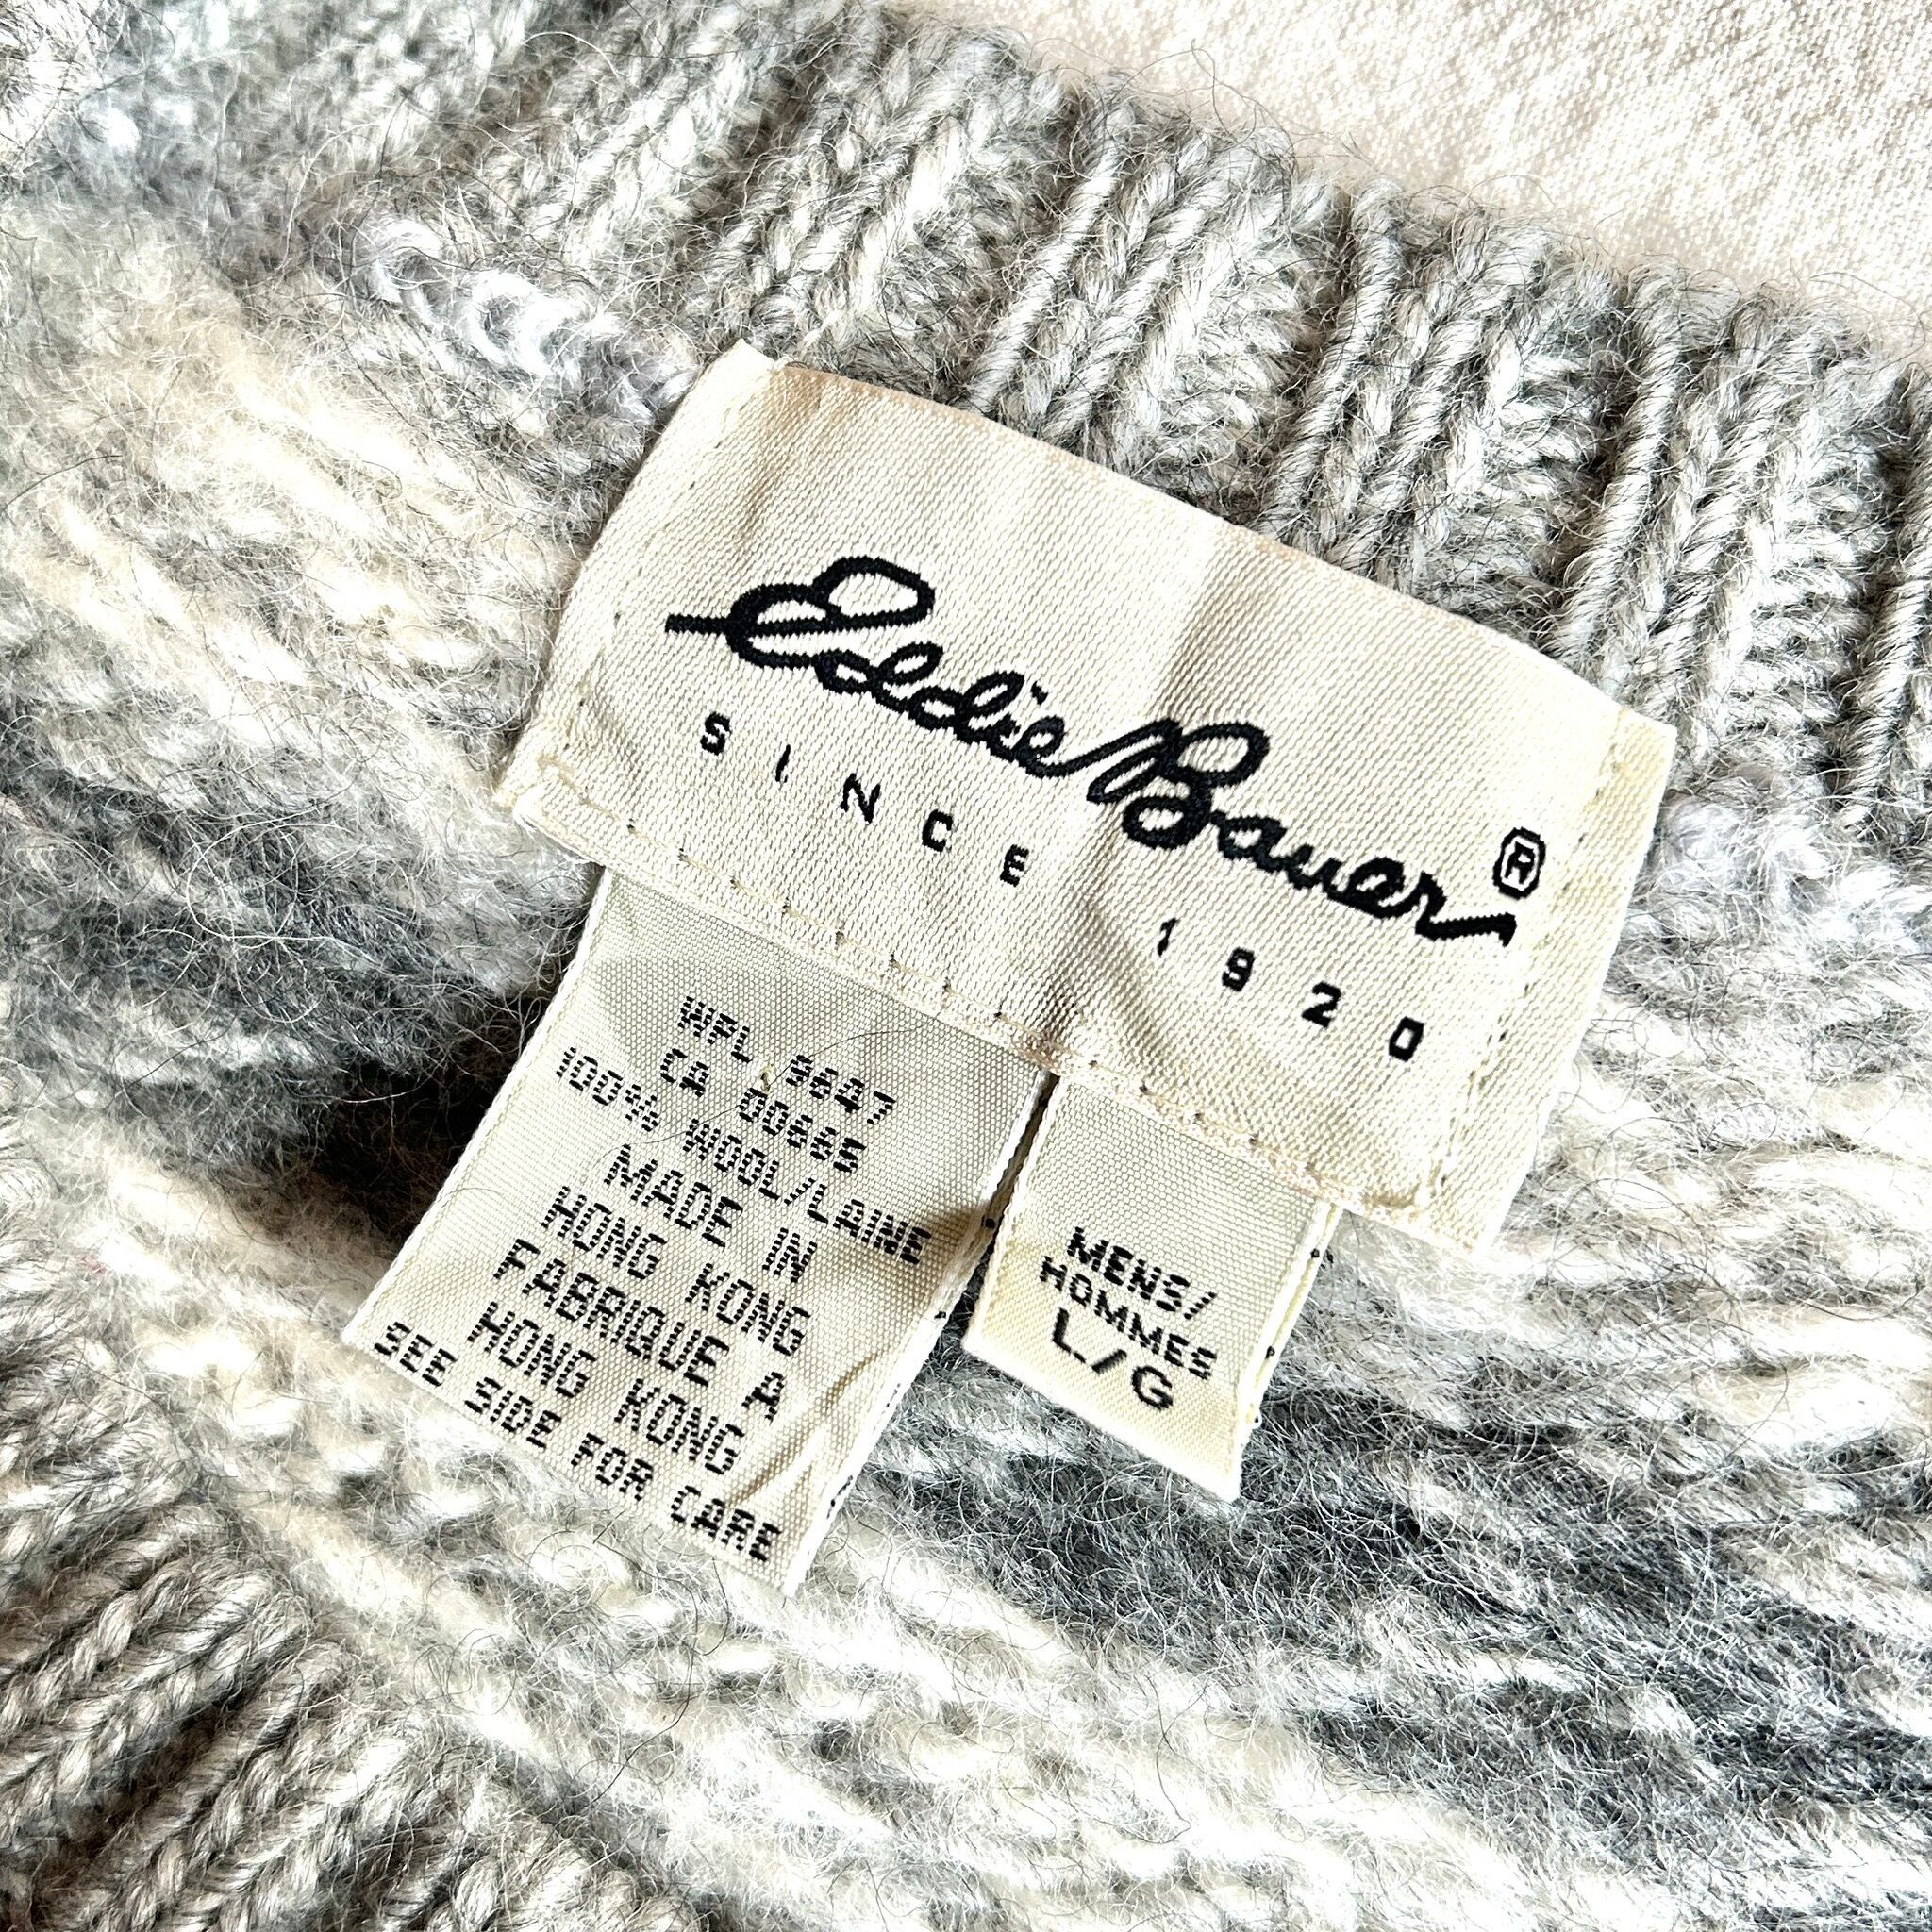 Eddie Bauer®
SINCE 1920
WPL 9647
CA 00665
100% WOOL/LAINE
MADE IN
HONG KONG
FABRIQUE A
HONG KONG
SEE SIDE FOR CARE
MENS/
HOMMES
L/G